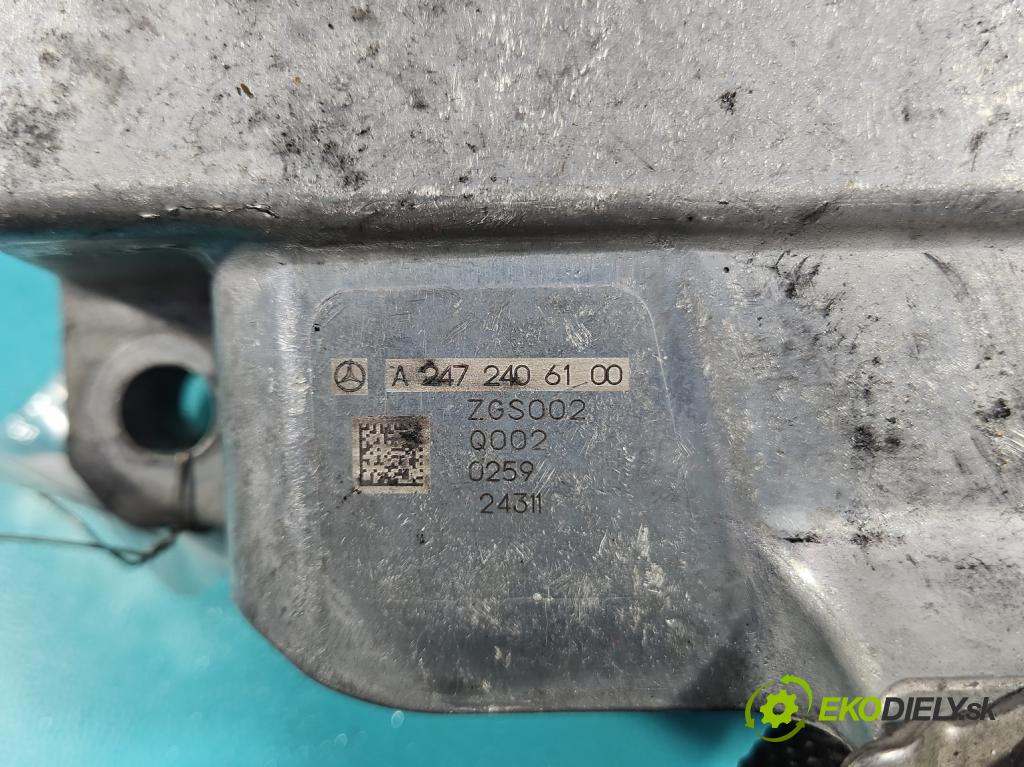 A 247 240 61 00
ZGS002
Q002
0259
24311
EKODIELY.sk